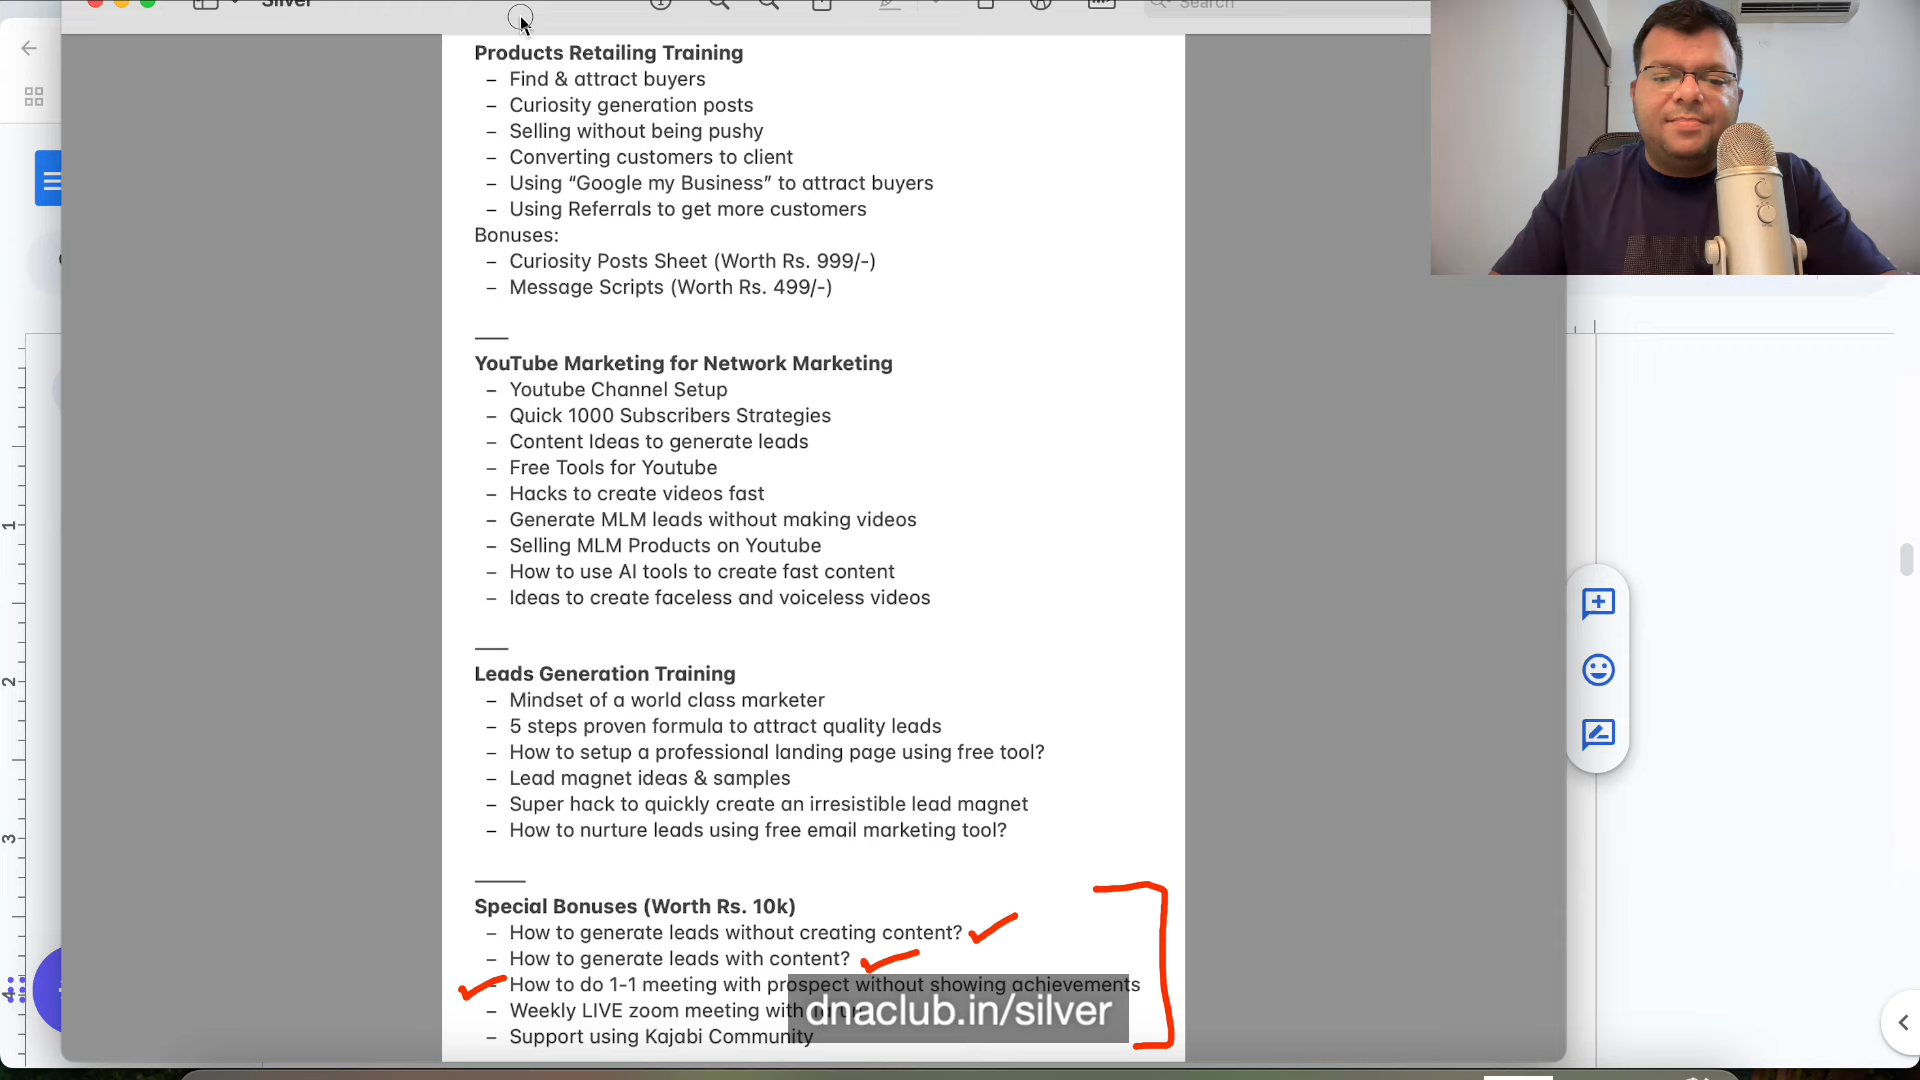 Silver
Search
Products Retailing Training
– Find & attract buyers
– Curiosity generation posts
– Selling without being pushy
– Converting customers to client
– Using “Google my Business” to attract buyers
– Using Referrals to get more customers
Bonuses:
– Curiosity Posts Sheet (Worth Rs. 999/-)
– Message Scripts (Worth Rs. 499/-)
YouTube Marketing for Network Marketing
– Youtube Channel Setup
– Quick 1000 Subscribers Strategies
– Content Ideas to generate leads
– Free Tools for Youtube
– Hacks to create videos fast
– Generate MLM leads without making videos
– Selling MLM Products on Youtube
– How to use AI tools to create fast content
– Ideas to create faceless and voiceless videos
Leads Generation Training
– Mindset of a world class marketer
– 5 steps proven formula to attract quality leads
– How to setup a professional landing page using free tool?
– Lead magnet ideas & samples
– Super hack to quickly create an irresistible lead magnet
– How to nurture leads using free email marketing tool?
Special Bonuses (Worth Rs. 10k)
– How to generate leads without creating content?
– How to generate leads with content?
– How to do 1-1 meeting with prospect without showing achievements
– Weekly LIVE zoom meeting with
– Support using Kajabi Community
dnaclub.in/silver
1
2
3
4